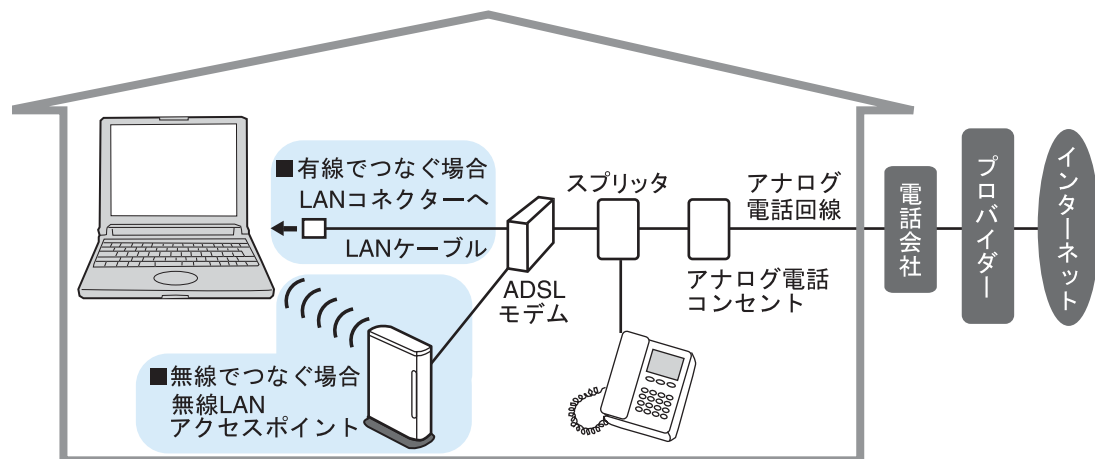 ■有線でつなぐ場合
LANコネクターへ
LANケーブル
■無線でつなぐ場合
無線LAN
アクセスポイント
ADSL
モデム
スプリッタ
アナログ
電話回線
アナログ電話
コンセント
電話会社
プロバイダー
インターネット